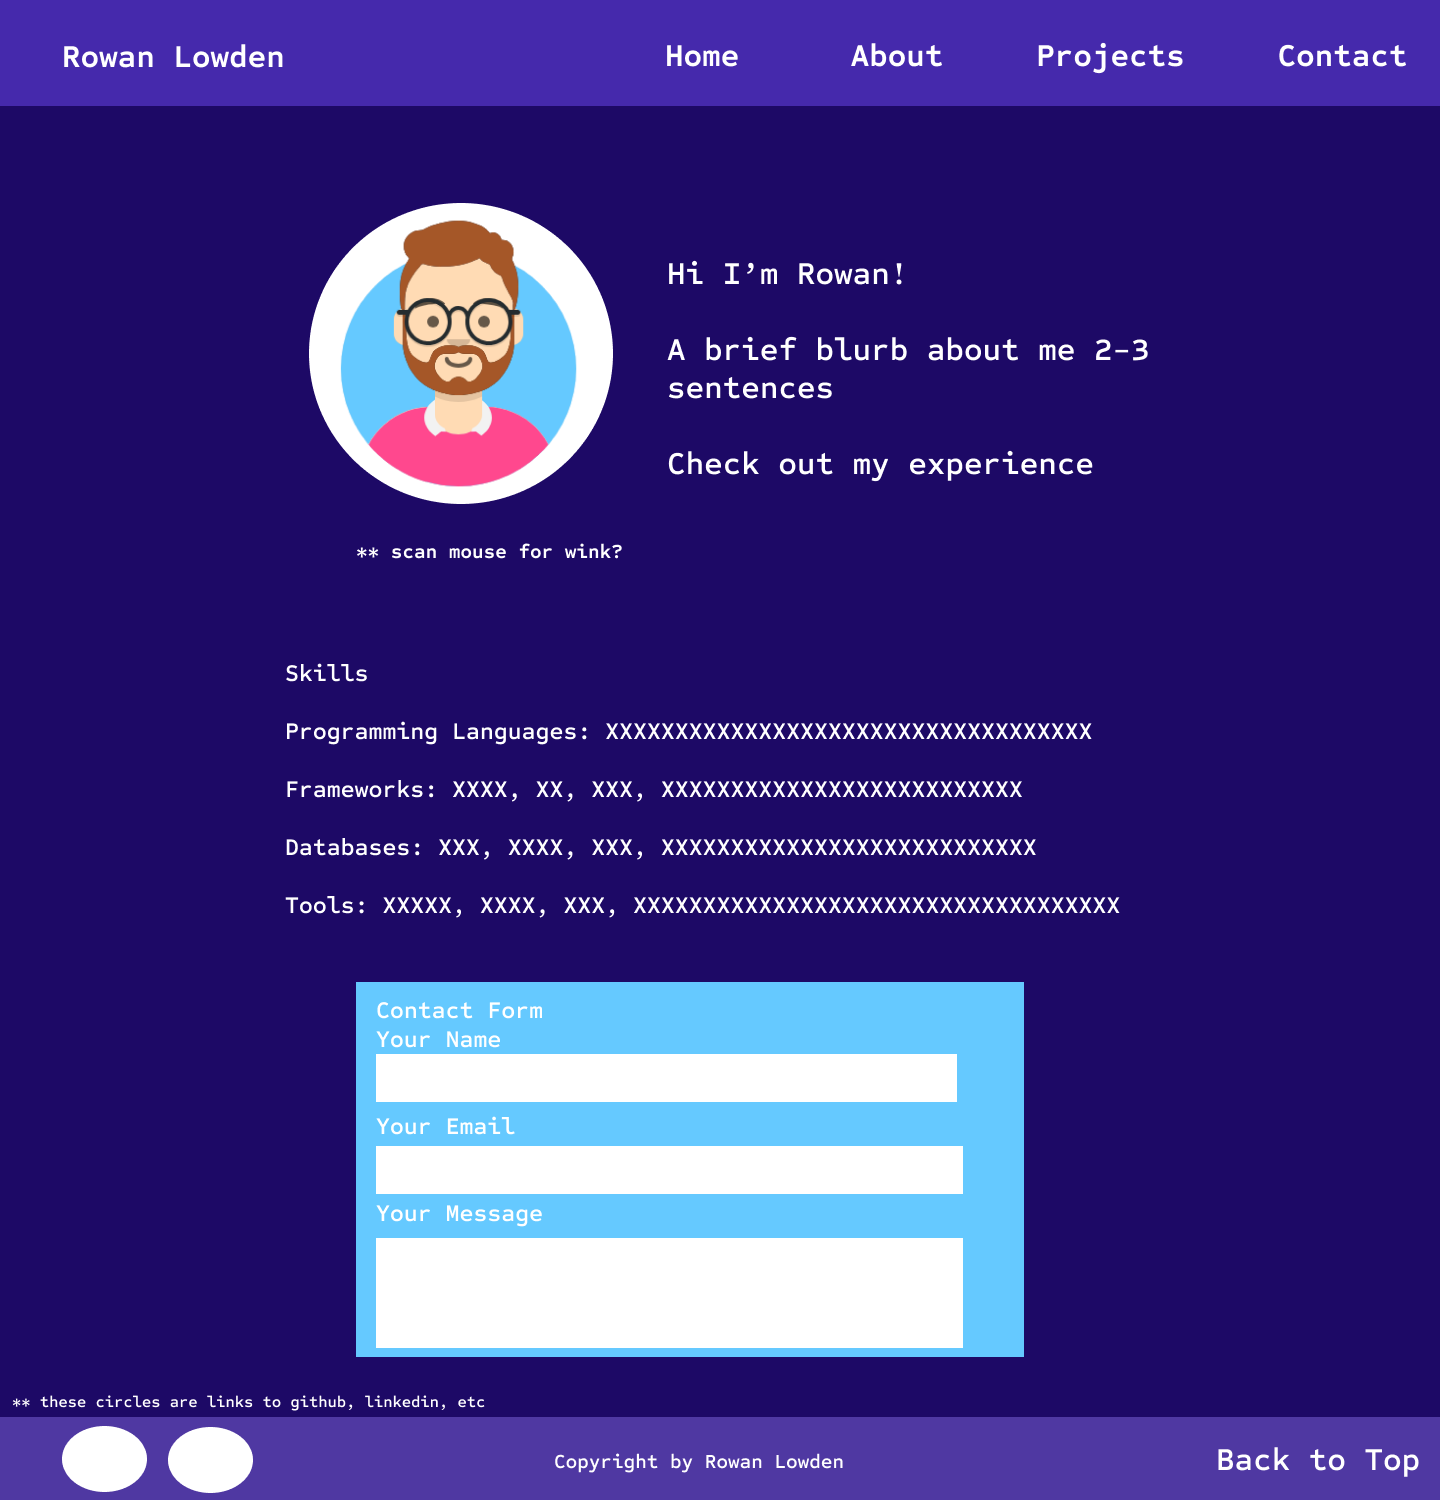 Rowan Lowden
Home About Projects Contact
Hi I’m Rowan!
A brief blurb about me 2-3
sentences
Check out my experience
** scan mouse for wink?
Skills
Programming Languages: XXXXXXXXXXXXXXXXXXXXXXXXXXXXXXXXXXX
Frameworks: XXXX, XX, XXX, XXXXXXXXXXXXXXXXXXXXXXXXXX
Databases: XXX, XXXX, XXX, XXXXXXXXXXXXXXXXXXXXXXXXXXX
Tools: XXXXX, XXXX, XXX, XXXXXXXXXXXXXXXXXXXXXXXXXXXXXXXXXXX
Contact Form
Your Name
Your Email
Your Message
** these circles are links to github, linkedin, etc
Copyright by Rowan Lowden
Back to Top